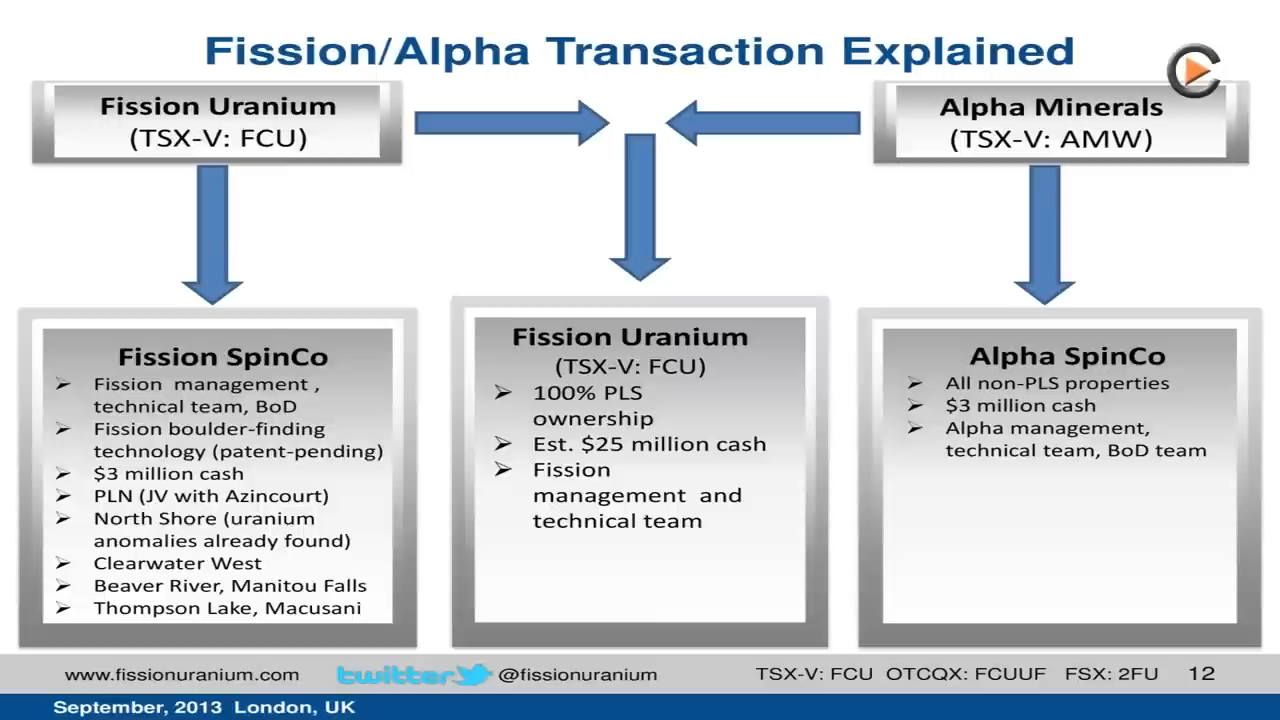 Fission/Alpha Transaction Explained
Fission Uranium
(TSX-V: FCU)
Alpha Minerals
(TSX-V: AMW)
Fission SpinCo
Fission management ,
technical team, BoD
Fission boulder-finding
technology (patent-pending)
$3 million cash
PLN (JV with Azincourt)
North Shore (uranium
anomalies already found)
Clearwater West
Beaver River, Manitou Falls
Thompson Lake, Macusani
Fission Uranium
(TSX-V: FCU)
100% PLS
ownership
Est. $25 million cash
Fission
management and
technical team
Alpha SpinCo
All non-PLS properties
$3 million cash
Alpha management,
technical team, BoD team
www.fissionuranium.com
twitter
@fissionuranium
TSX-V: FCU OTCQX: FCUUF FSX: 2FU 12
September, 2013 London, UK